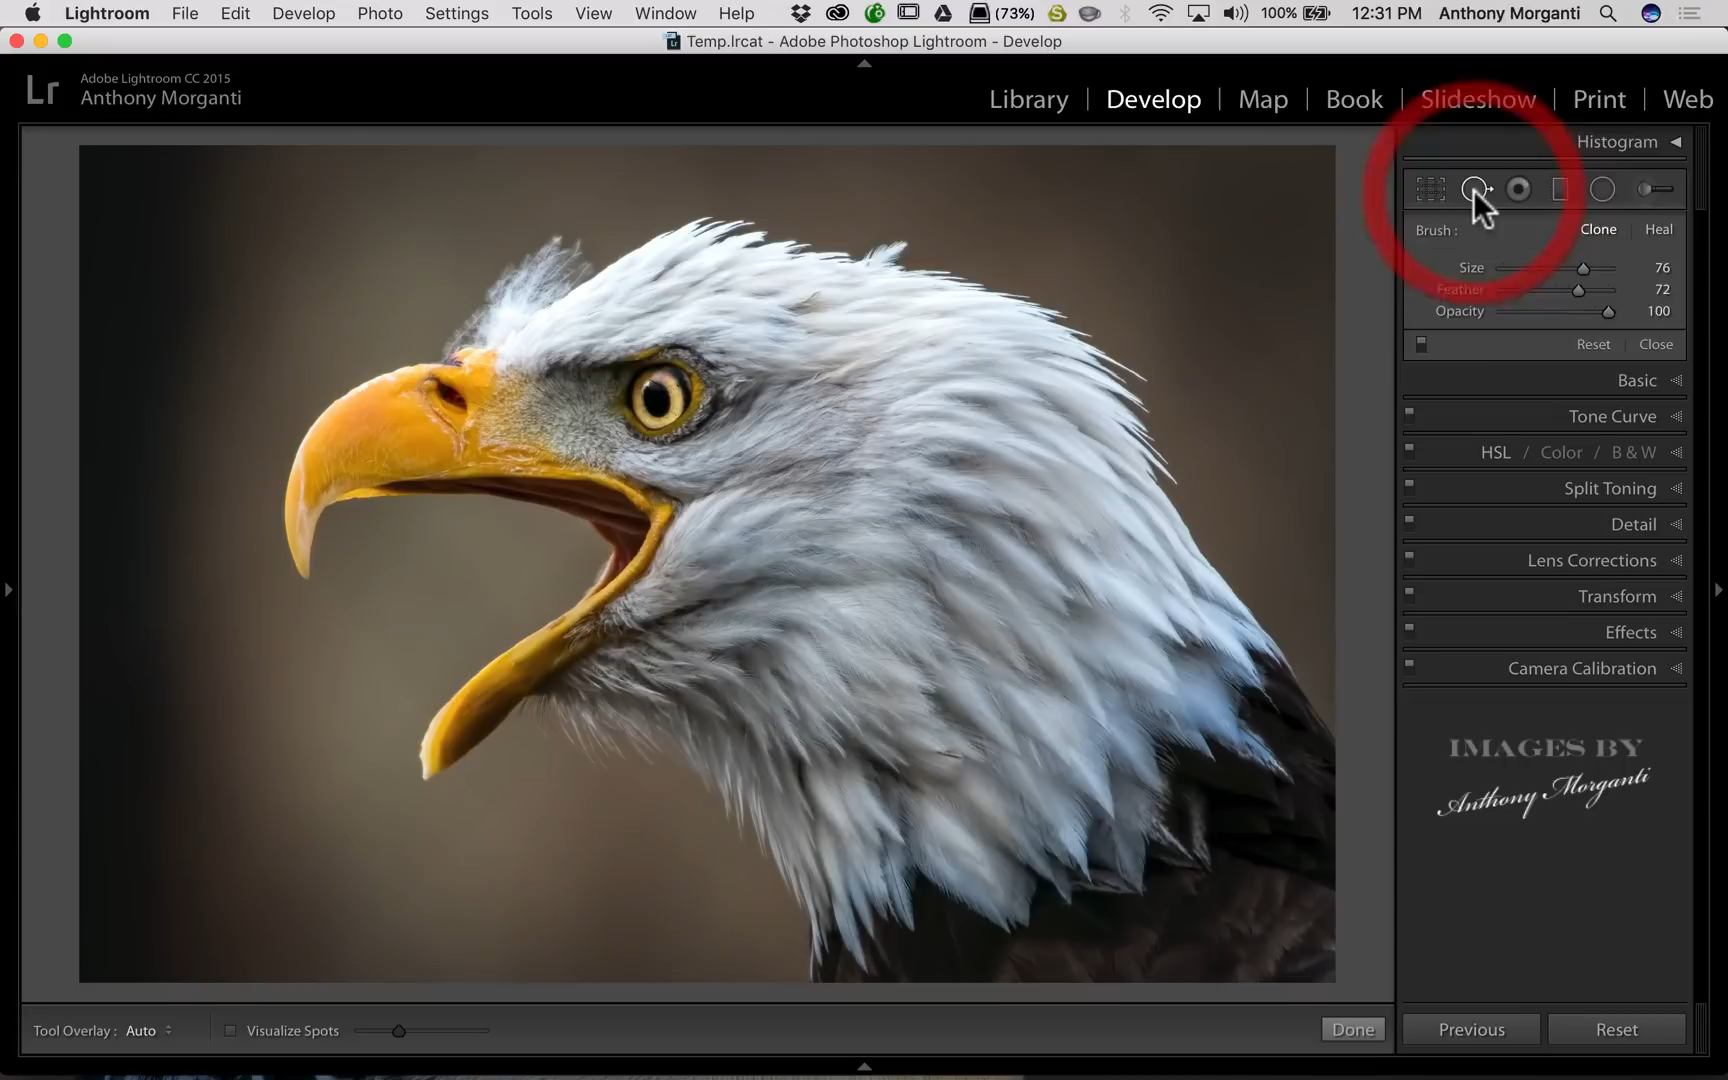 Lightroom File Edit Develop Photo Settings Tools View Window Help (73%) 100% 12:31 PM Anthony Morganti
Temp.lrcat - Adobe Photoshop Lightroom - Develop
Lr
Adobe Lightroom CC 2015
Anthony Morganti
Library | Develop | Map | Book | Slideshow | Print | Web
Histogram
Brush : Clone Heal
Size 76
Feather 72
Opacity 100
Reset Close
Basic
Tone Curve
HSL / Color / B & W
Split Toning
Detail
Lens Corrections
Transform
Effects
Camera Calibration
IMAGES BY
Anthony Morganti
Tool Overlay : Auto Visualize Spots Done Previous Reset